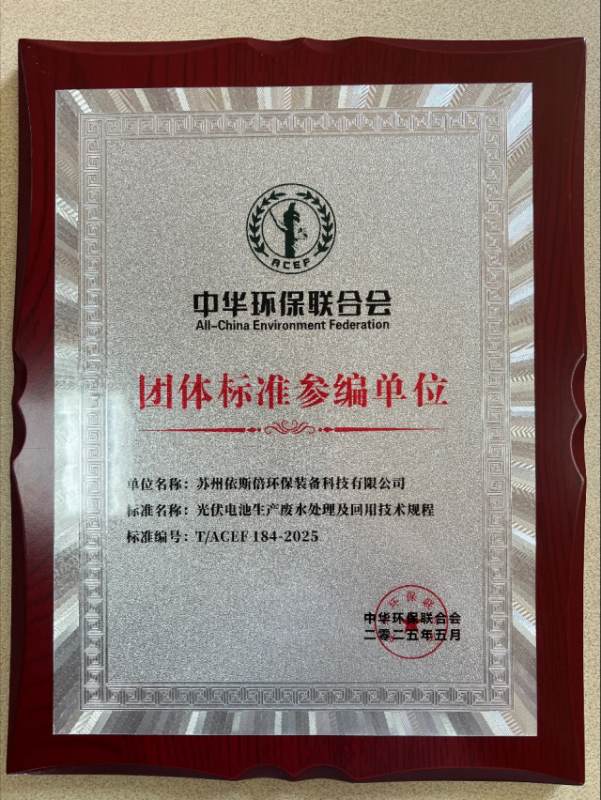 ACEF
中华环保联合会
All-China Environment Federation
团体标准参编单位
单位名称：苏州依斯倍环保装备科技有限公司
标准名称：光伏电池生产废水处理及回用技术规程
标准编号：T/ACEF 184-2025
中华环保联合会
二零二五年五月